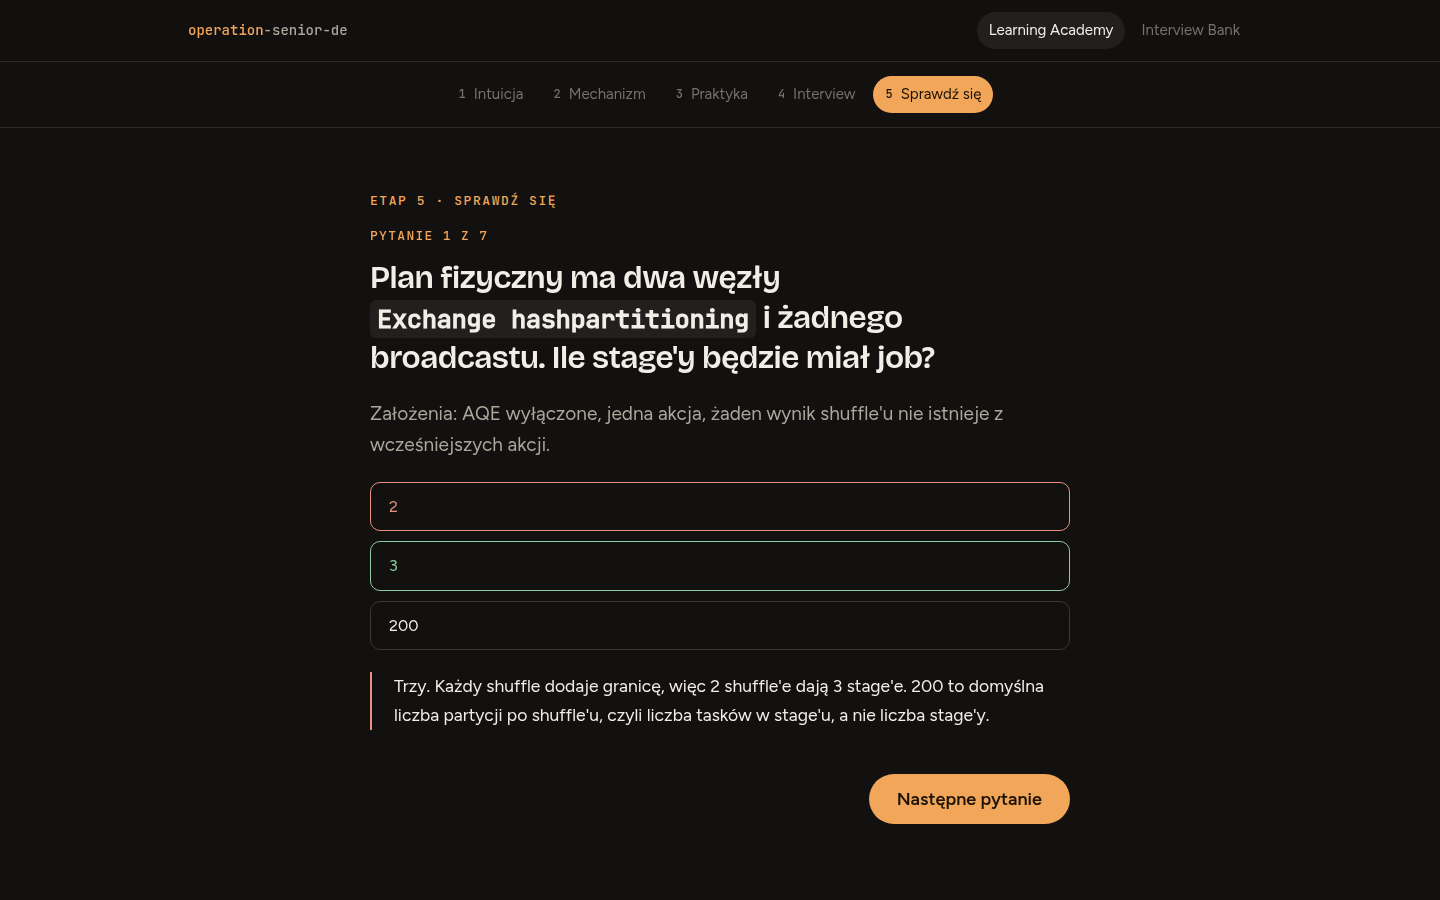 operation-senior-de
Learning Academy
Interview Bank
1 Intuicja
2 Mechanizm
3 Praktyka
4 Interview
5 Sprawdź się
ETAP 5 · SPRAWDŹ SIĘ
PYTANIE 1 Z 7
Plan fizyczny ma dwa węzły
Exchange hashpartitioning i żadnego
broadcastu. Ile stage'y będzie miał job?
Założenia: AQE wyłączone, jedna akcja, żaden wynik shuffle'u nie istnieje z
wcześniejszych akcji.
2
3
200
Trzy. Każdy shuffle dodaje granicę, więc 2 shuffle'e dają 3 stage'e. 200 to domyślna
liczba partycji po shuffle'u, czyli liczba tasków w stage'u, a nie liczba stage'y.
Następne pytanie